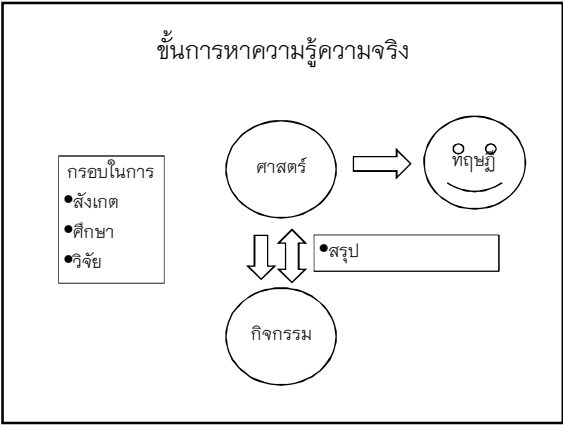 ขั้นการหาความรู้ความจริง
กรอบในการ
●สังเกต
●ศึกษา
●วิจัย
ศาสตร์
ทฤษฎี
●สรุป
กิจกรรม